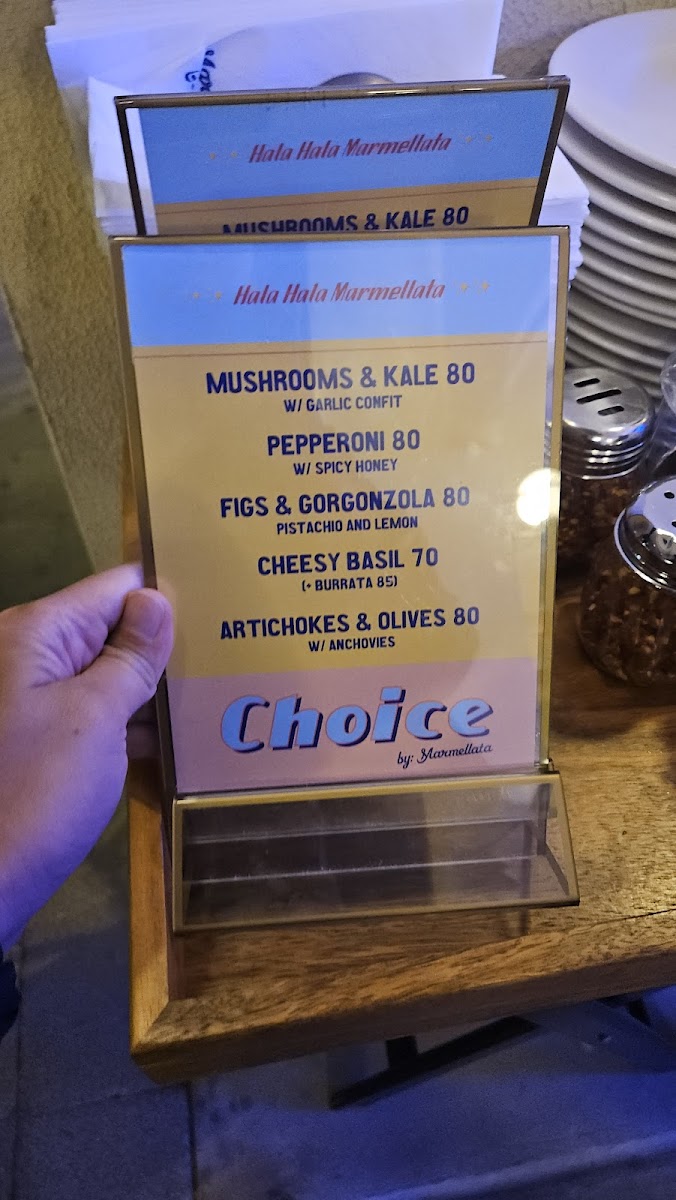 Hala Hala Marmellata
MUSHROOMS & KALE 80
Hala Hala Marmellata
MUSHROOMS & KALE 80
W/ GARLIC CONFIT
PEPPERONI 80
W/ SPICY HONEY
FIGS & GORGONZOLA 80
PISTACHIO AND LEMON
CHEESY BASIL 70
(+ BURRATA 85)
ARTICHOKES & OLIVES 80
W/ ANCHOVIES
Choice
by: Marmellata